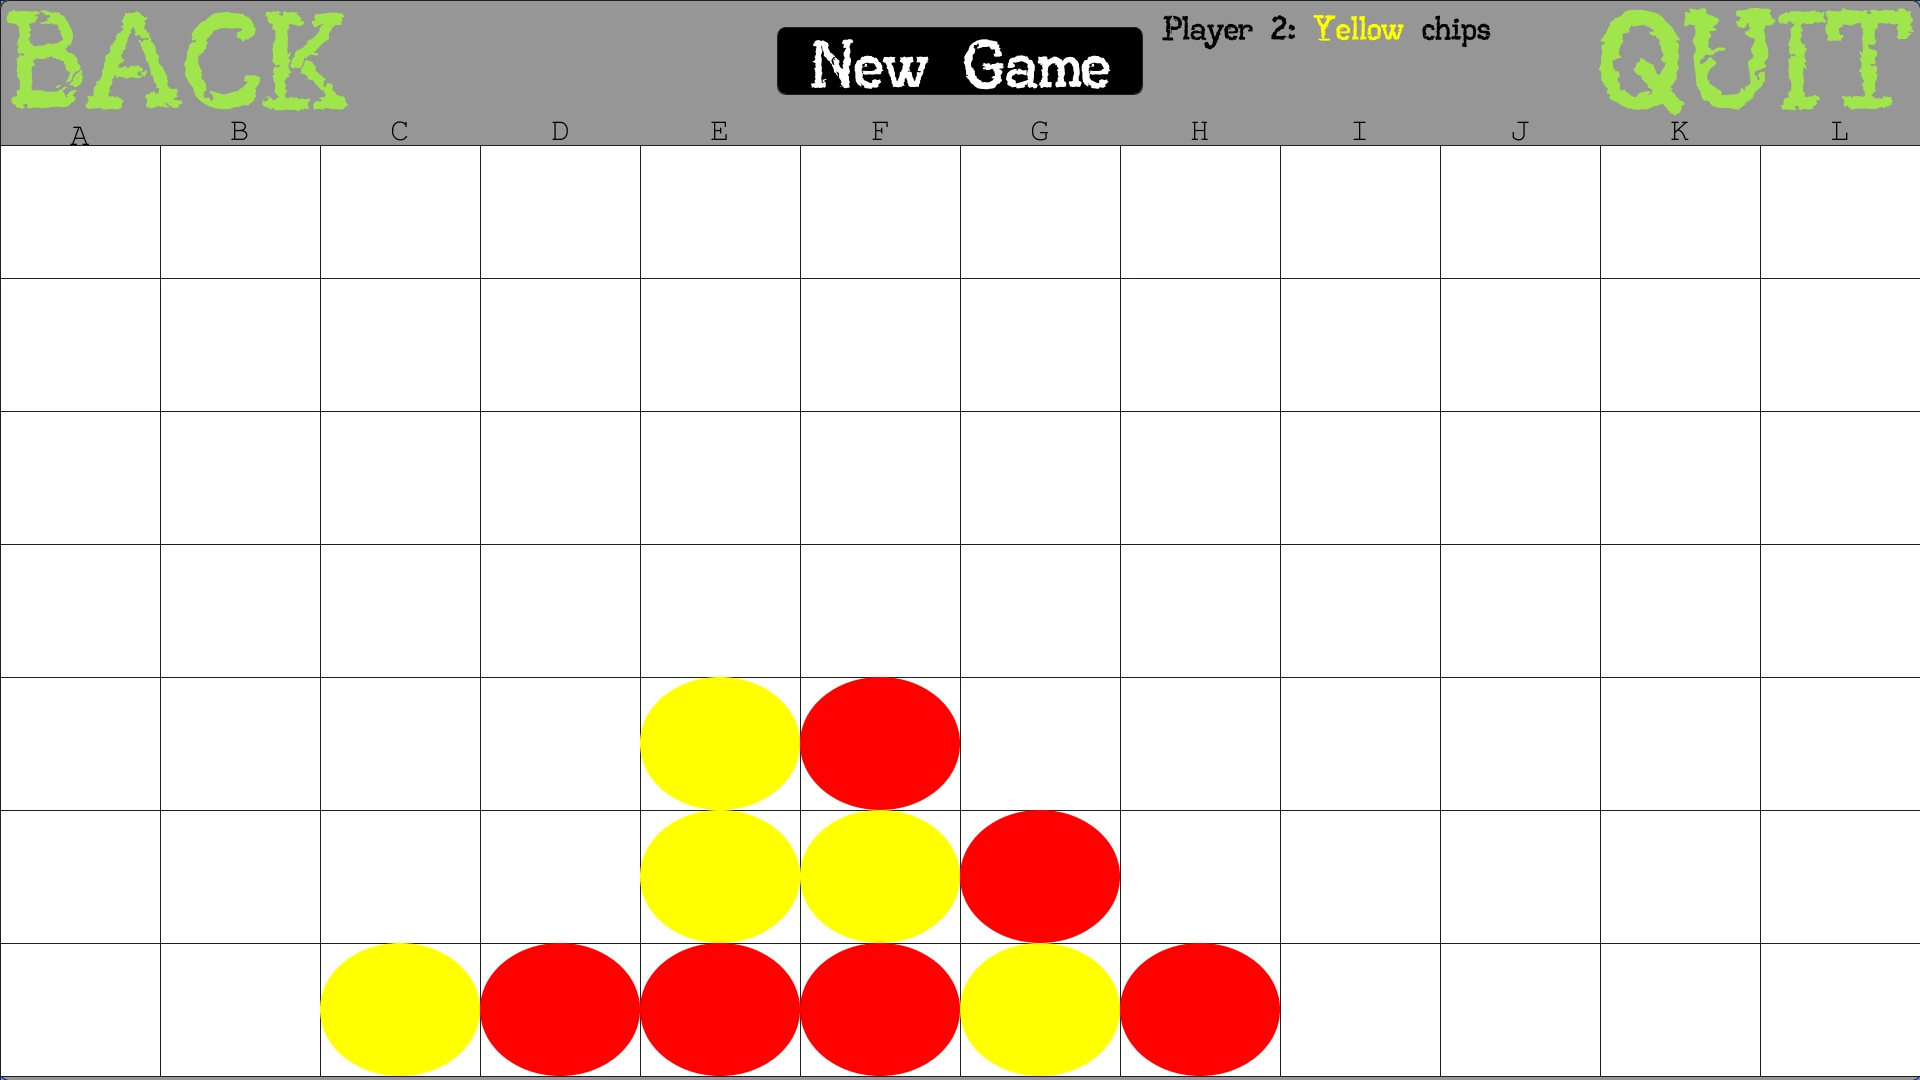 BACK
New Game
Player 2: Yellow chips
QUIT
A B C D E F G H I J K L